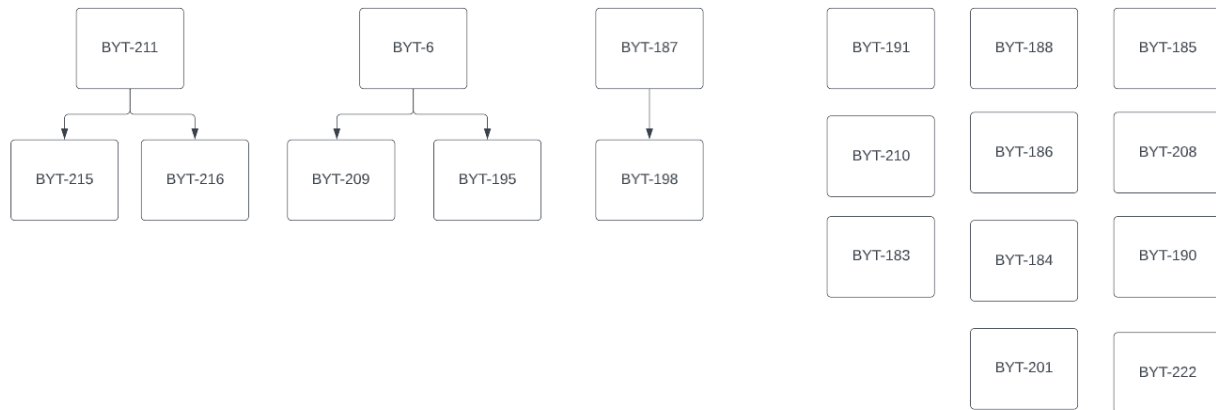 BYT-211
BYT-6
BYT-187
BYT-191
BYT-188
BYT-185
BYT-215
BYT-216
BYT-209
BYT-195
BYT-198
BYT-210
BYT-186
BYT-208
BYT-183
BYT-184
BYT-190
BYT-201
BYT-222